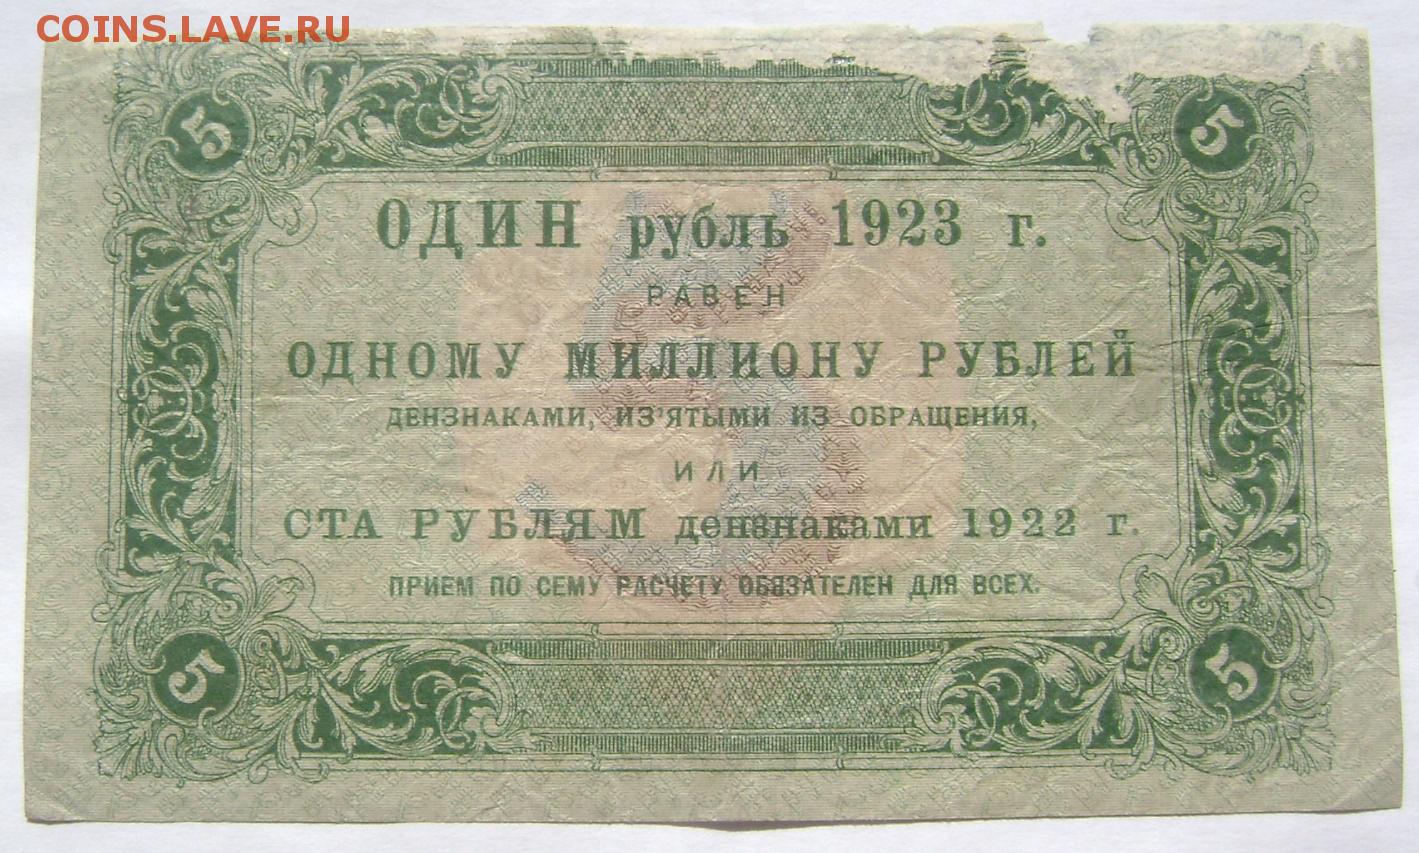 COINS.LAVE.RU
5 5
ОДИН рубль 1923 г.
РАВЕН
ОДНОМУ МИЛЛИОНУ РУБЛЕЙ
ДЕНЗНАКАМИ, ИЗ'ЯТЫМИ ИЗ ОБРАЩЕНИЯ,
ИЛИ
СТА РУБЛЯМ дензнаками 1922 г.
ПРИЕМ ПО СЕМУ РАСЧЕТУ ОБЯЗАТЕЛЕН ДЛЯ ВСЕХ.
5 5